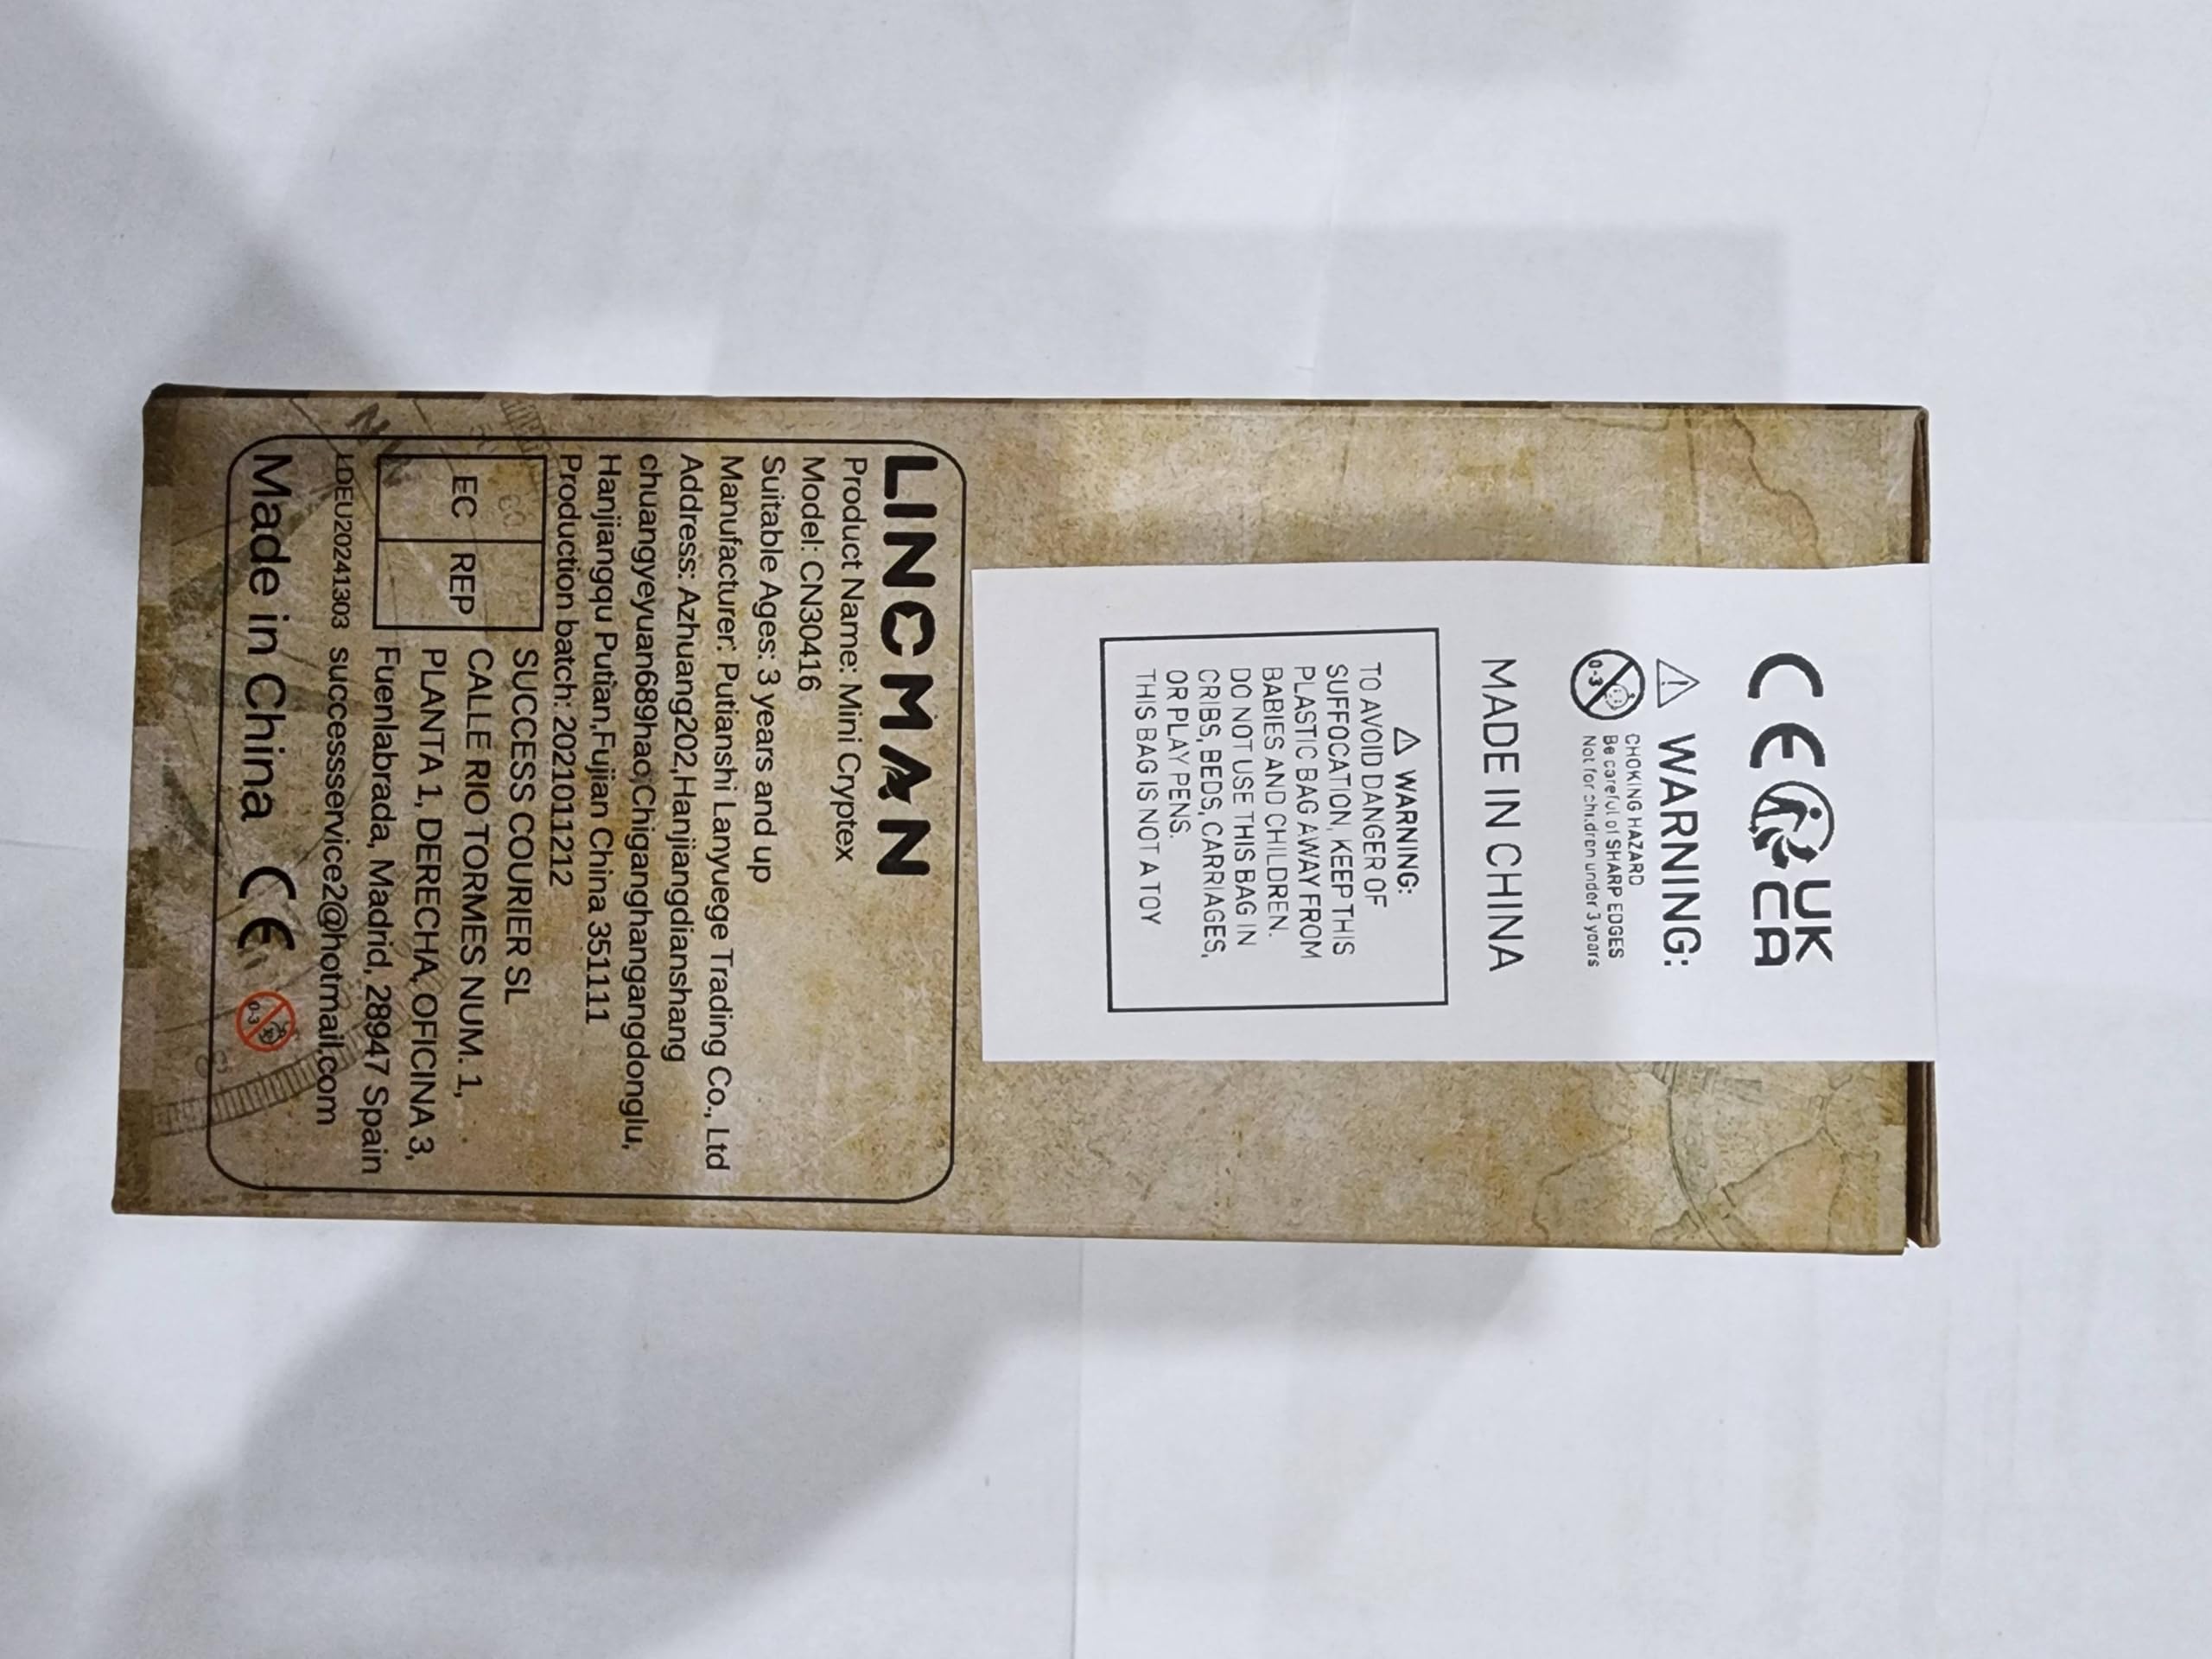 CE UK
CA
WARNING:
0-3
CHOKING HAZARD
Be careful of SHARP EDGES
Not for children under 3 years
MADE IN CHINA
WARNING:
TO AVOID DANGER OF
SUFFOCATION, KEEP THIS
PLASTIC BAG AWAY FROM
BABIES AND CHILDREN.
DO NOT USE THIS BAG IN
CRIBS, BEDS, CARRIAGES,
OR PLAY PENS.
THIS BAG IS NOT A TOY
LINCMAN
Product Name: Mini Cryptex
Model: CN30416
Suitable Ages: 3 years and up
Manufacturer: Putianshi Lanyuege Trading Co., Ltd
Address: Azhuang202,Hanjiangdianshang
chuangyeyuan689hao,Chiganghangangdonglu,
Hanjiangqu Putian,Fujian China 351111
Production batch: 2021011212
EC REP
SUCCESS COURIER SL
CALLE RIO TORMES NUM. 1,
PLANTA 1, DERECHA, OFICINA 3,
Fuenlabrada, Madrid, 28947 Spain
LDEU20241303 successservice2@hotmail.com
Made in China CE 0-3